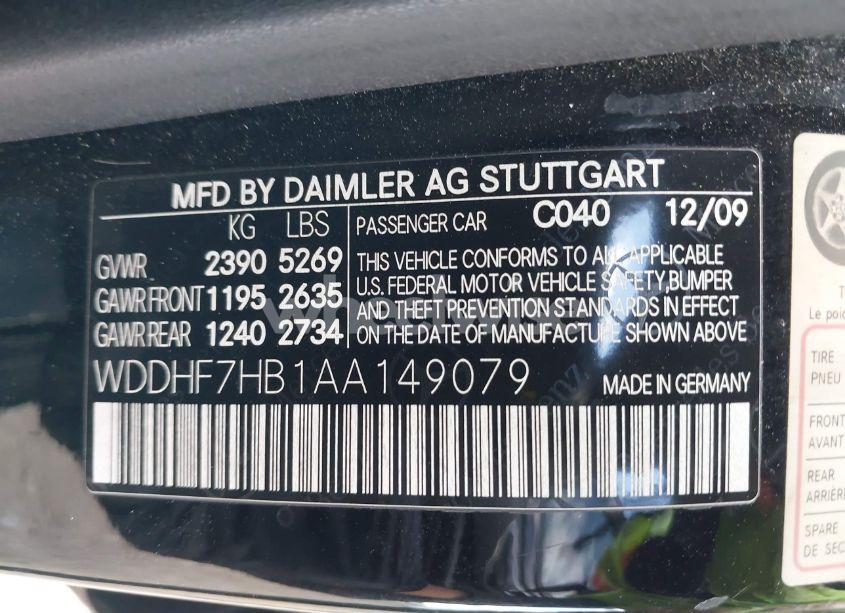 MFD BY DAIMLER AG STUTTGART
KG LBS
GVWR 2390 5269
GAWR FRONT 1195 2635
GAWR REAR 1240 2734
PASSENGER CAR C040 12/09
THIS VEHICLE CONFORMS TO ALL APPLICABLE
U.S. FEDERAL MOTOR VEHICLE SAFETY,BUMPER
AND THEFT PREVENTION STANDARDS IN EFFECT
ON THE DATE OF MANUFACTURE SHOWN ABOVE
WDDHF7HB1AA149079 MADE IN GERMANY
Le poid
TIRE
PNEU
FRONT
AVANT
REAR
ARRIÈRE
SPARE
DE SEC